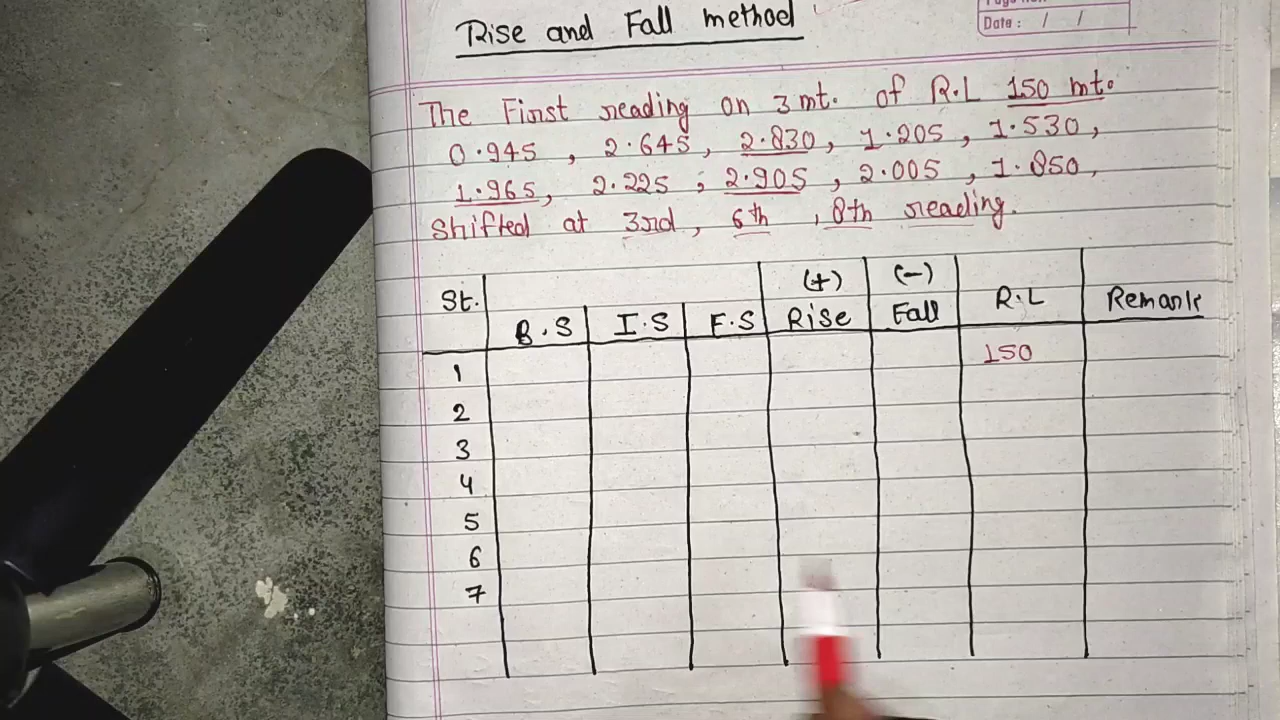 Rise and Fall method
Date : / /
The First reading on 3 mt. of R.L 150 mt.
0.945 , 2.645 , 2.830 , 1.205 , 1.530 ,
1.965 , 2.225 , 2.905 , 2.005 , 1.850 ,
Shifted at 3rd , 6th , 8th reading.
St. B.S I.S F.S (+) Rise (-) Fall R.L Remark
1 150
2
3
4
5
6
7